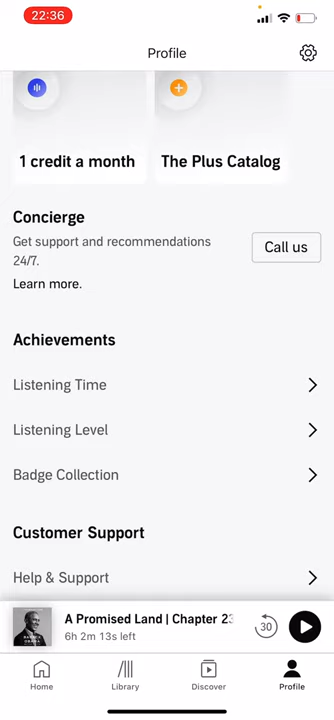 22:36
Profile
1 credit a month
The Plus Catalog
Concierge
Get support and recommendations
24/7.
Call us
Learn more.
Achievements
Listening Time
Listening Level
Badge Collection
Customer Support
Help & Support
A Promised Land | Chapter 23
6h 2m 13s left
30
Home
Library
Discover
Profile